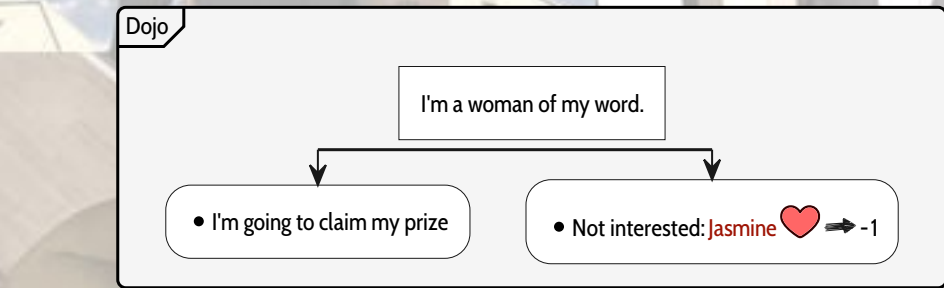 Dojo
I'm a woman of my word.
• I'm going to claim my prize
• Not interested: Jasmine -1